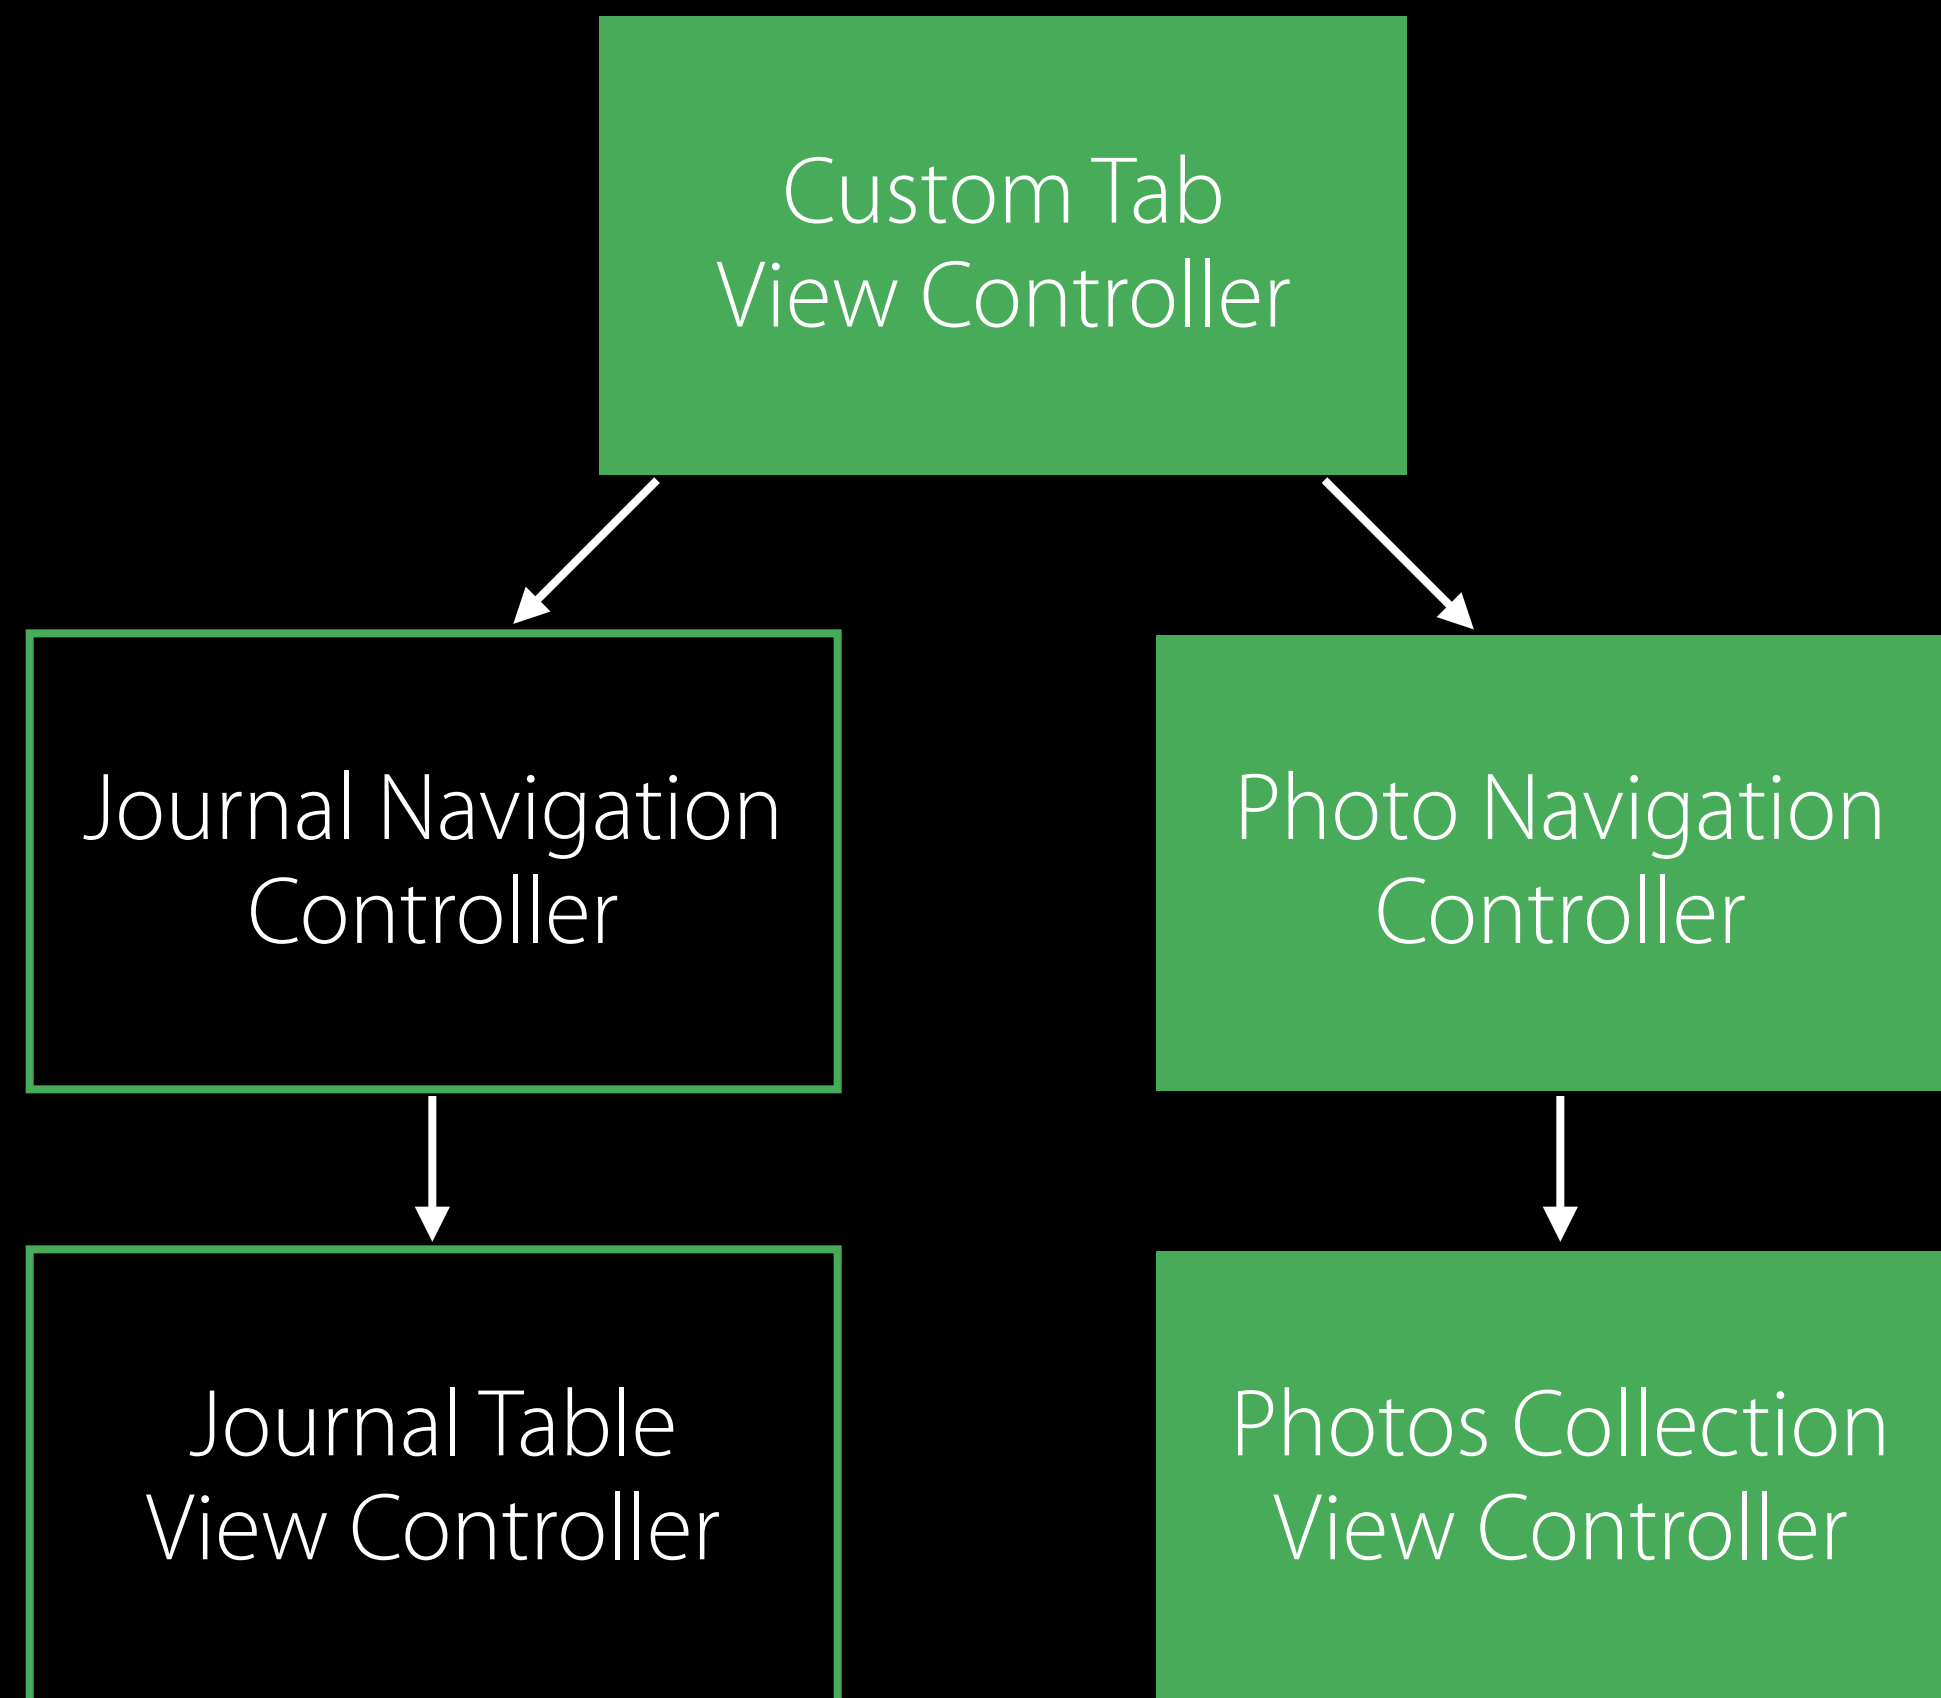 Custom Tab
View Controller
Journal Navigation
Controller
Photo Navigation
Controller
Journal Table
View Controller
Photos Collection
View Controller